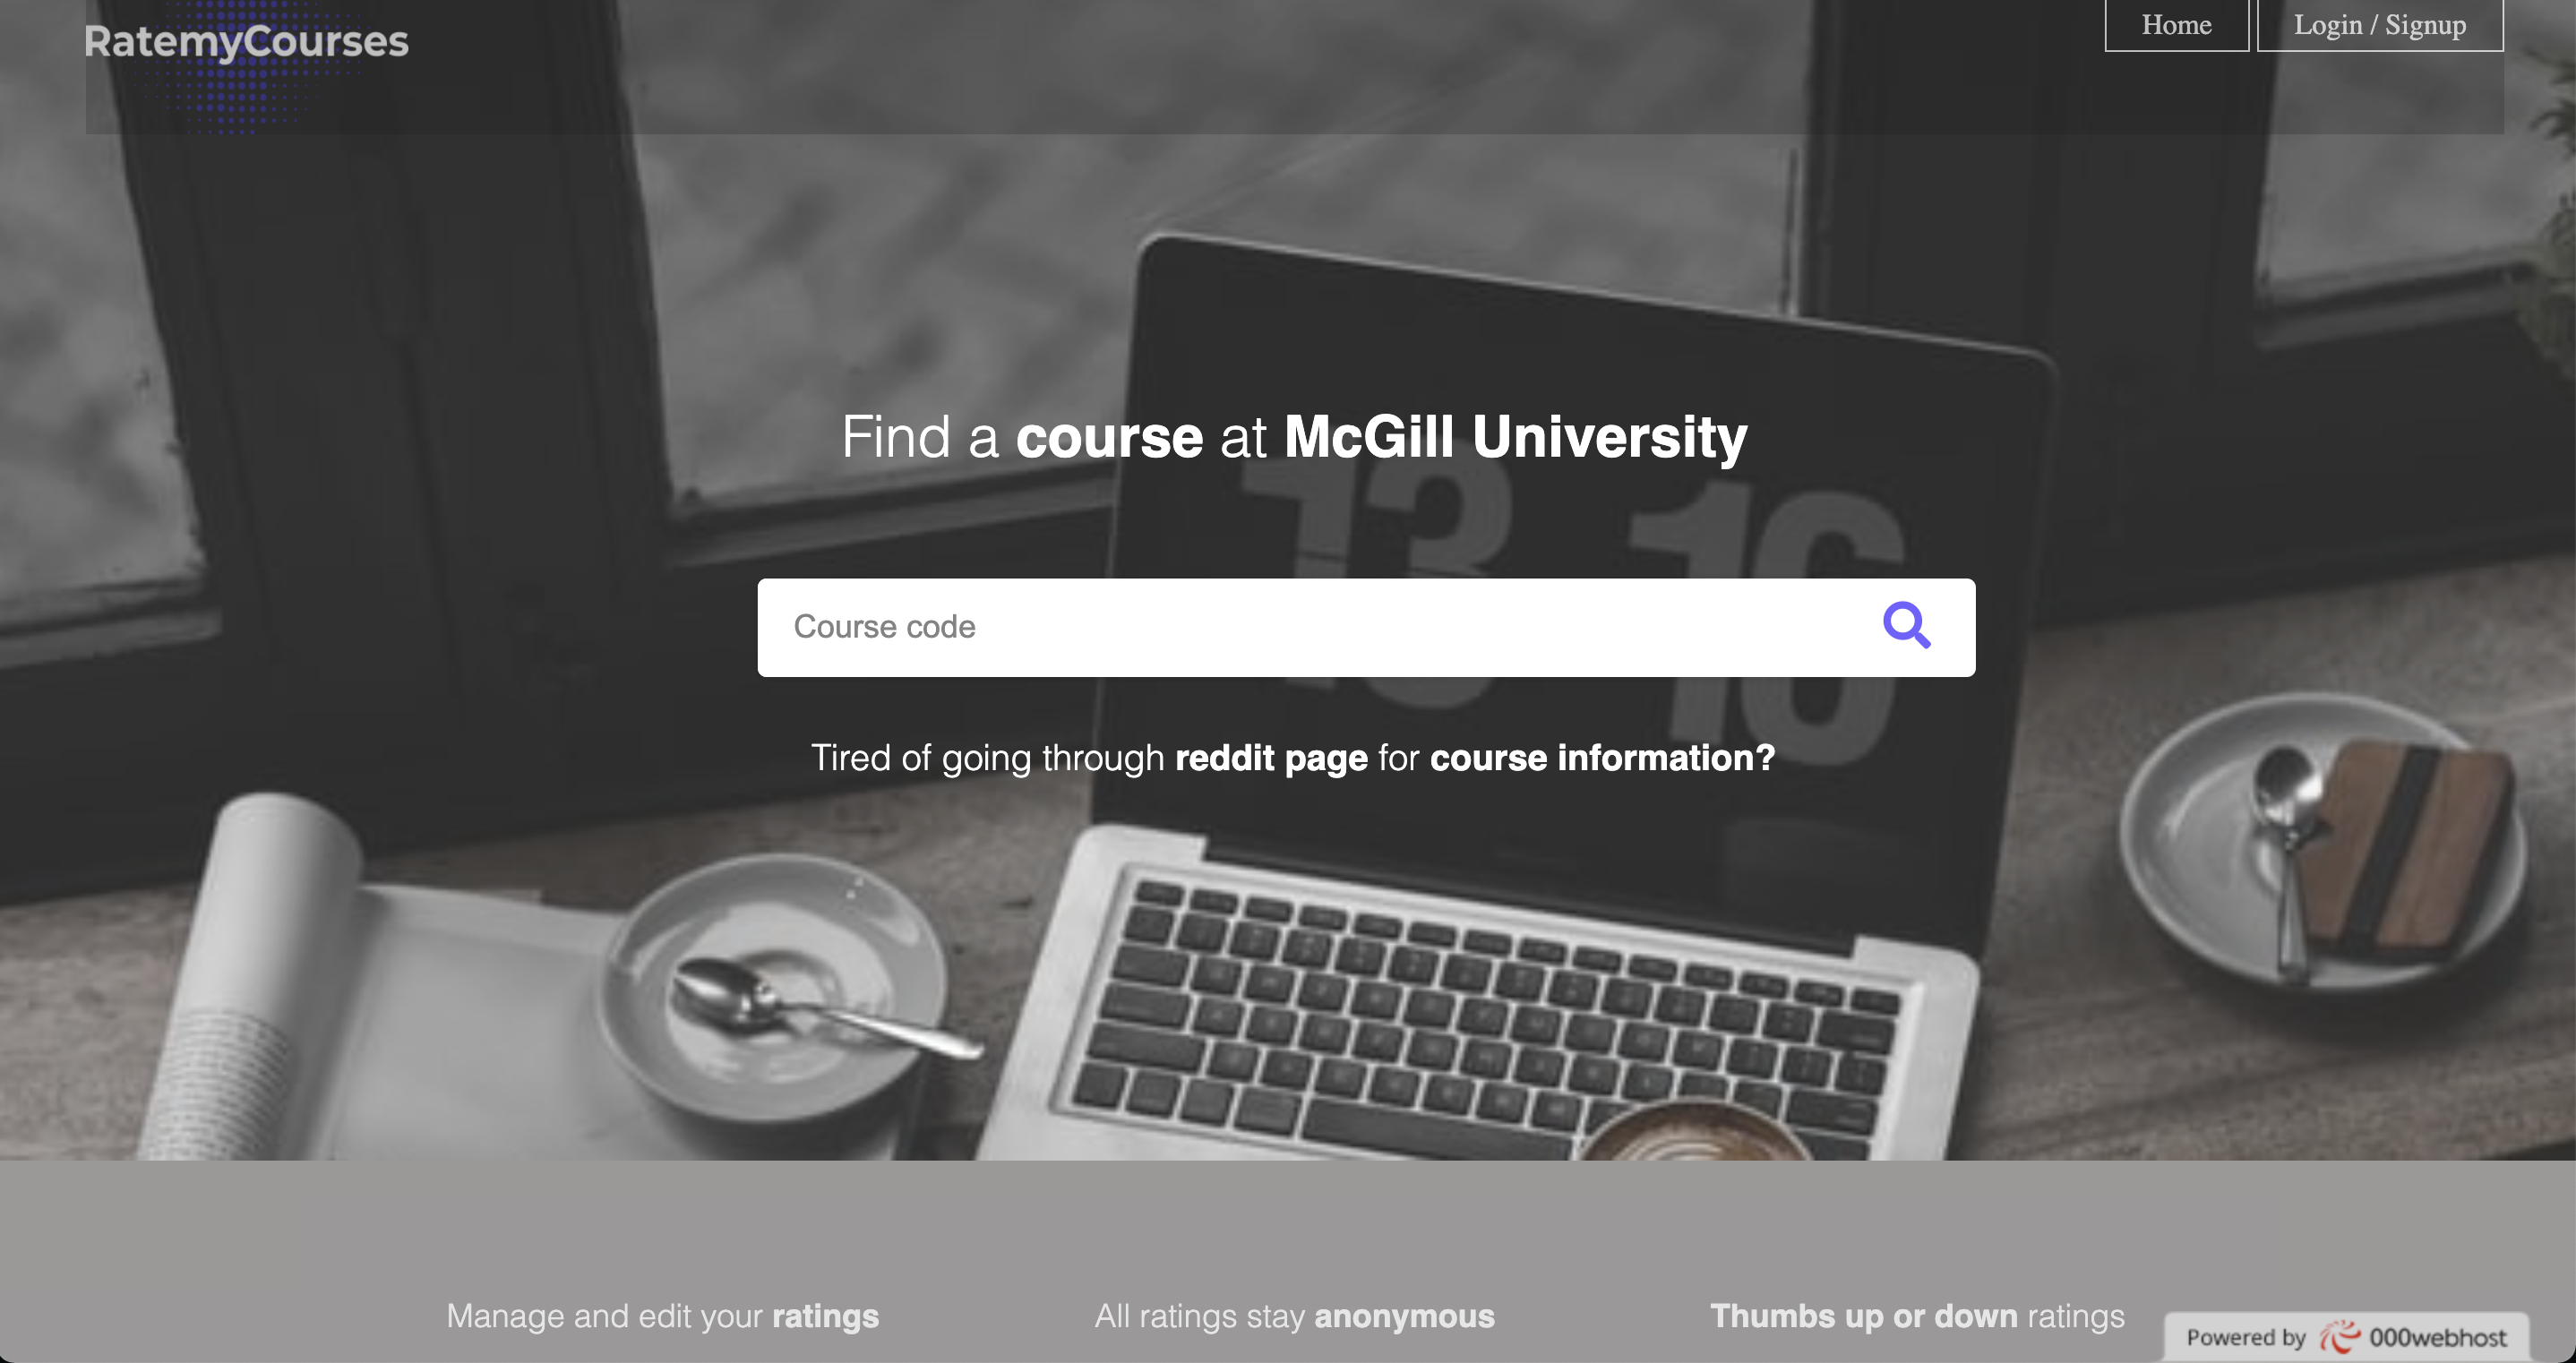 RatemyCourses
Home
Login / Signup
Find a course at McGill University
13 16
Course code
Tired of going through reddit page for course information?
Manage and edit your ratings
All ratings stay anonymous
Thumbs up or down ratings
Powered by 000webhost